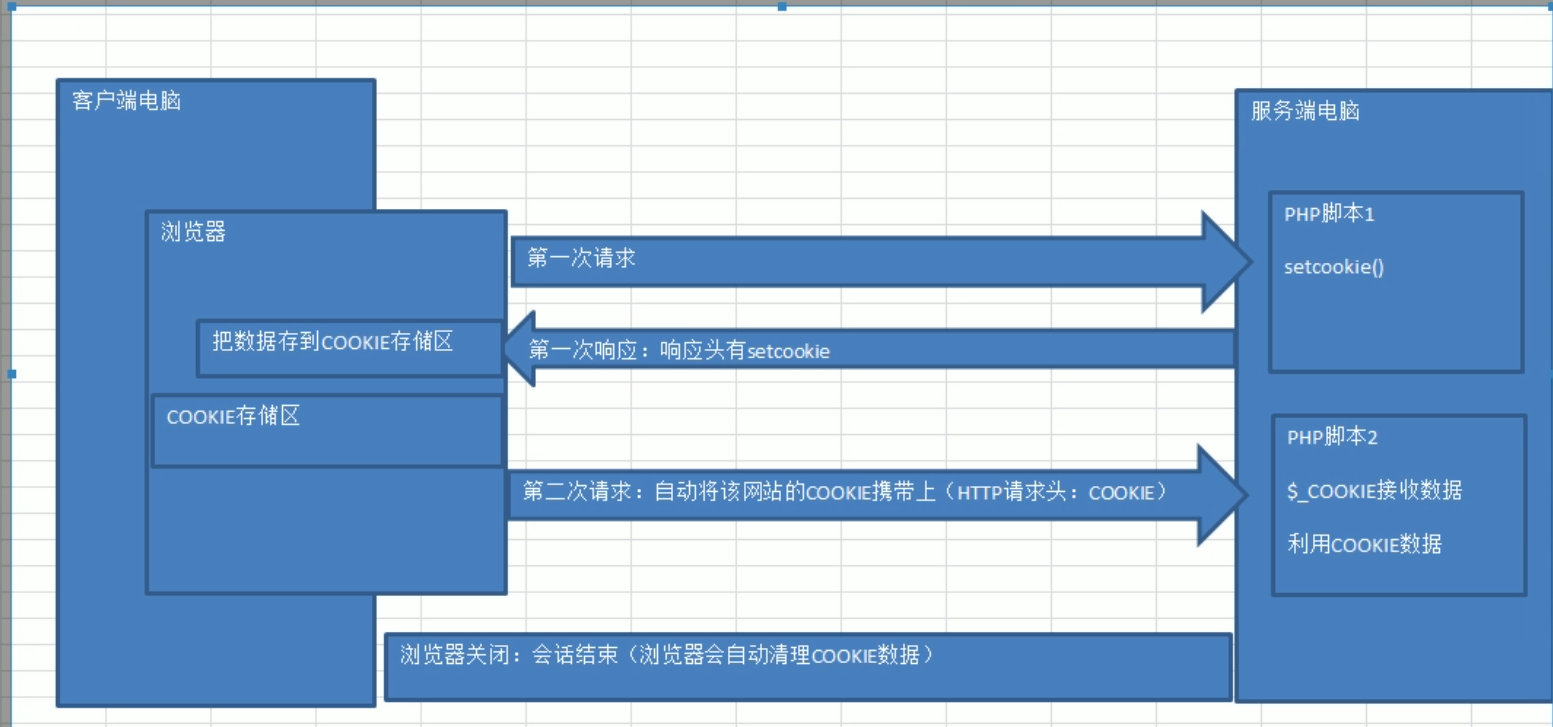 客户端电脑
服务端电脑
浏览器
PHP脚本1
setcookie()
第一次请求
把数据存到COOKIE存储区
第一次响应：响应头有setcookie
COOKIE存储区
PHP脚本2
$_COOKIE接收数据
利用COOKIE数据
第二次请求：自动将该网站的COOKIE携带上（HTTP请求头：COOKIE）
浏览器关闭：会话结束（浏览器会自动清理COOKIE数据）